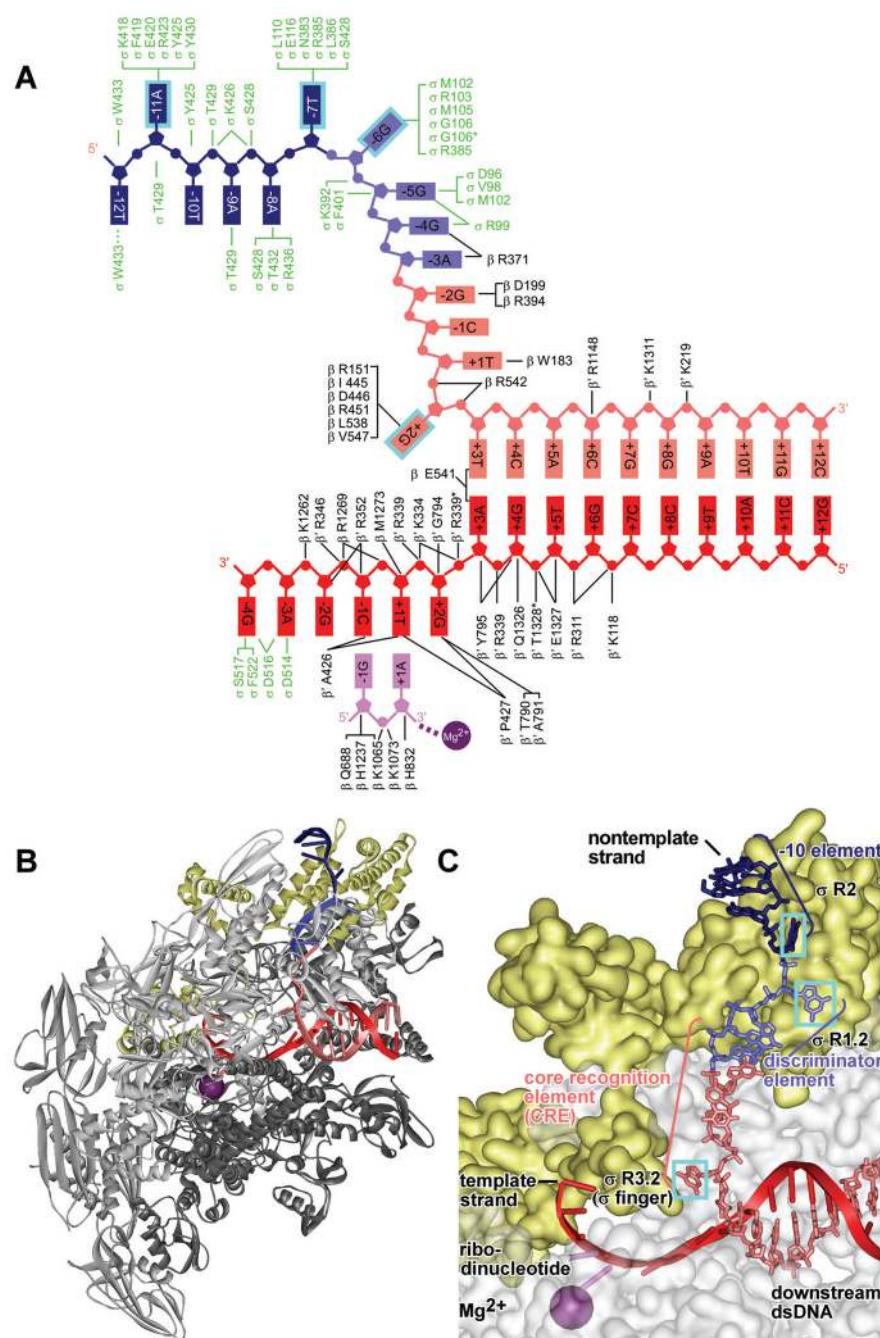 A
σ K418
σ F419
σ E420
σ R423
σ Y425
σ Y430
σ L110
σ E116
σ N383
σ R385
σ L386
σ S428
σ W433
-11A
σ Y425
σ T429
σ K426
σ S428
-7T
-6G
σ M102
σ R103
σ M105
σ G106
σ G106*
σ R385
5'
-12T
σ T429
-10T
-9A
-8A
σ K392
σ F401
-5G
σ D96
σ V98
σ M102
σ R99
σ W433
σ T429
σ S428
σ T432
σ R436
-4G
-3A
β R371
-2G
β D199
β R394
-1C
+1T
β W183
β R542
β R151
β I 445
β D446
β R451
β L538
β V547
+2G
β' R1148
β' K1311
β' K219
3'
+3T
+4C
+5A
+6C
+7G
+8G
+9A
+10T
+11G
+12C
β E541
+3A
+4G
+5T
+6G
+7C
+8C
+9T
+10A
+11C
+12G
5'
β K1262
β' R346
β R1269
β' R352
β M1273
β' R339
β' K334
β' G794
β' R339*
3'
-4G
-3A
-2G
-1C
+1T
+2G
β' Y795
β' R339
β' Q1326
β' T1328*
β' E1327
β' R311
β' K118
σ S517
σ F522
σ D516
σ D514
β' A426
-1G
+1A
5'
3'
Mg2+
β' P427
β' T790
β' A791
β Q688
β H1237
β K1065
β K1073
β H832
B
C
nontemplate
strand
-10 element
σ R2
σ R1.2
discriminator
element
core recognition
element
(CRE)
template
strand
σ R3.2
(σ finger)
ribo-
dinucleotide
Mg2+
downstream
dsDNA